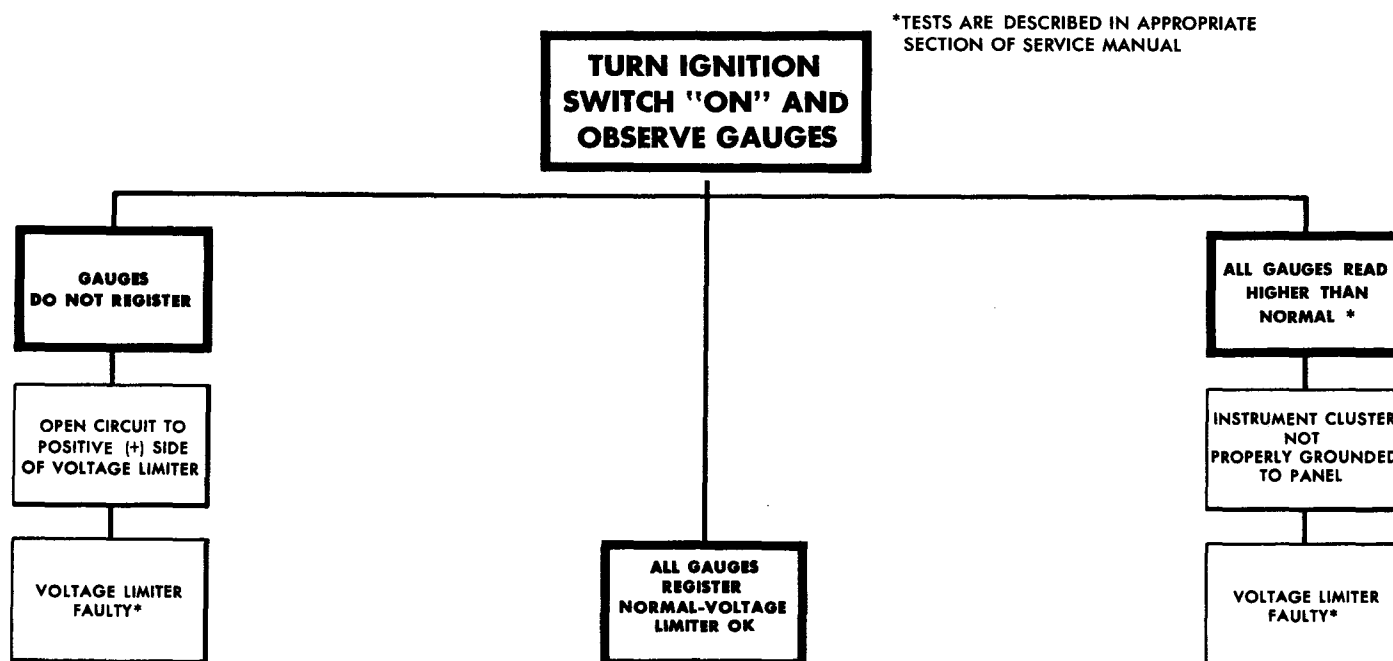 *TESTS ARE DESCRIBED IN APPROPRIATE
SECTION OF SERVICE MANUAL
TURN IGNITION
SWITCH "ON" AND
OBSERVE GAUGES
GAUGES
DO NOT REGISTER
OPEN CIRCUIT TO
POSITIVE (+) SIDE
OF VOLTAGE LIMITER
VOLTAGE LIMITER
FAULTY*
ALL GAUGES
REGISTER
NORMAL-VOLTAGE
LIMITER OK
ALL GAUGES READ
HIGHER THAN
NORMAL *
INSTRUMENT CLUSTER
NOT
PROPERLY GROUNDED
TO PANEL
VOLTAGE LIMITER
FAULTY*